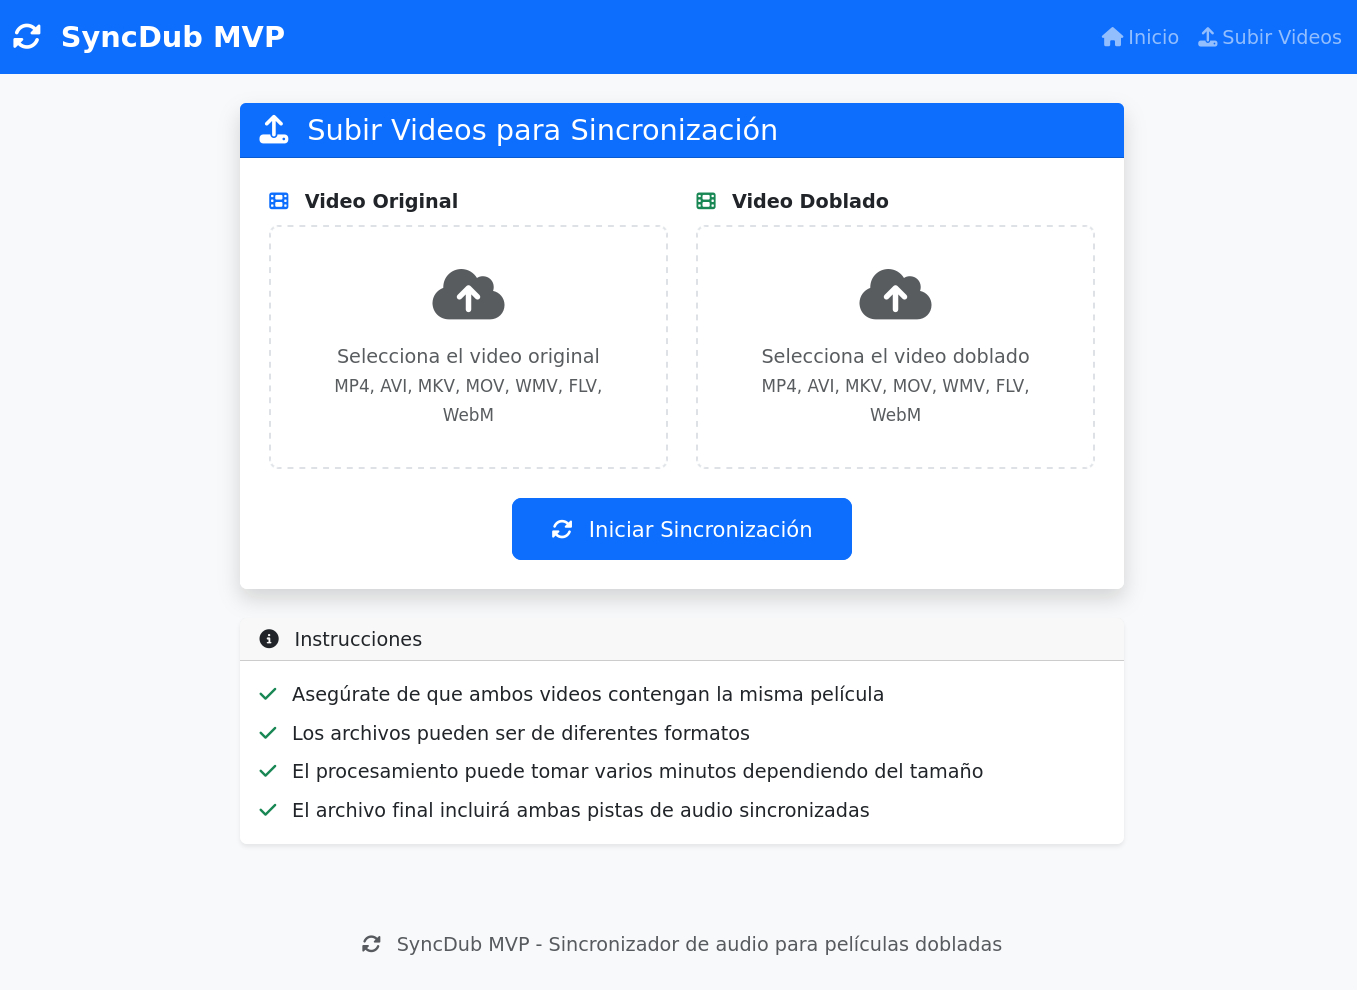 SyncDub MVP
Inicio
Subir Videos
Subir Videos para Sincronización
Video Original
Selecciona el video original
MP4, AVI, MKV, MOV, WMV, FLV,
WebM
Video Doblado
Selecciona el video doblado
MP4, AVI, MKV, MOV, WMV, FLV,
WebM
Iniciar Sincronización
Instrucciones
Asegúrate de que ambos videos contengan la misma película
Los archivos pueden ser de diferentes formatos
El procesamiento puede tomar varios minutos dependiendo del tamaño
El archivo final incluirá ambas pistas de audio sincronizadas
SyncDub MVP - Sincronizador de audio para películas dobladas